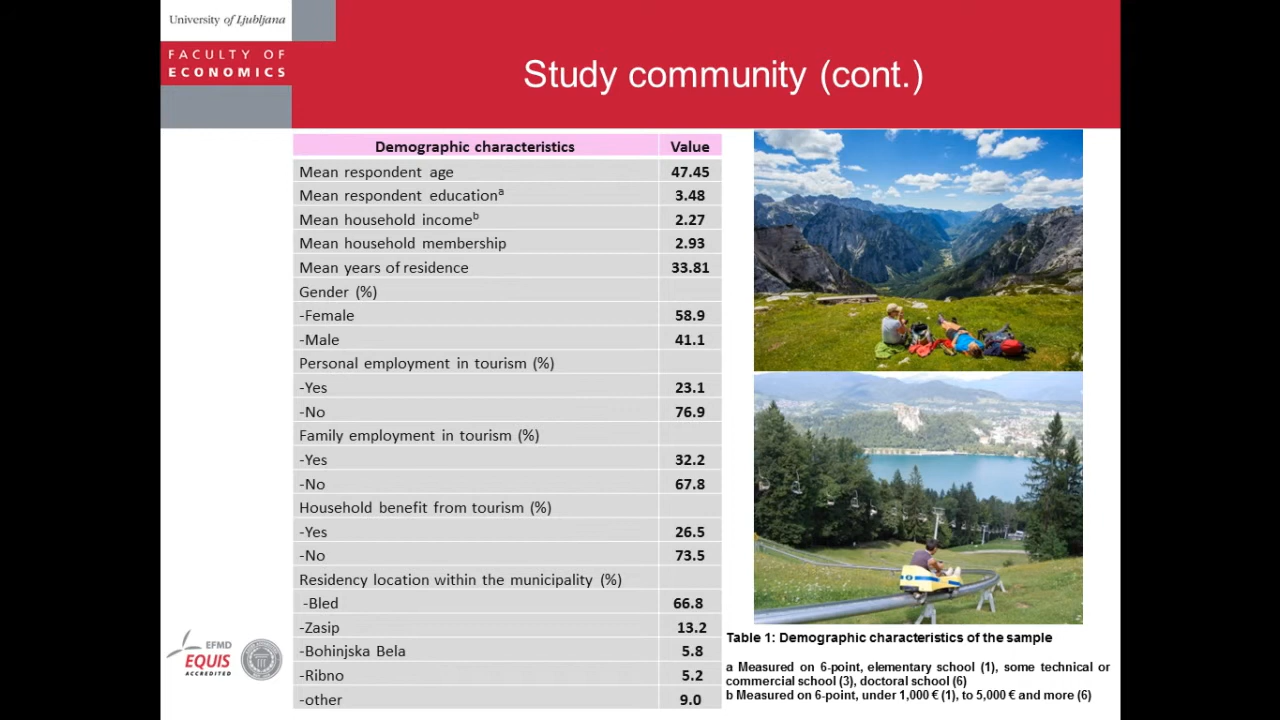 University of Ljubljana
FACULTY OF
ECONOMICS
Study community (cont.)
Demographic characteristics Value
Mean respondent age 47.45
Mean respondent educationᵃ 3.48
Mean household incomeᵇ 2.27
Mean household membership 2.93
Mean years of residence 33.81
Gender (%)
-Female 58.9
-Male 41.1
Personal employment in tourism (%)
-Yes 23.1
-No 76.9
Family employment in tourism (%)
-Yes 32.2
-No 67.8
Household benefit from tourism (%)
-Yes 26.5
-No 73.5
Residency location within the municipality (%)
-Bled 66.8
-Zasip 13.2
-Bohinjska Bela 5.8
-Ribno 5.2
-other 9.0
Table 1: Demographic characteristics of the sample
a Measured on 6-point, elementary school (1), some technical or
commercial school (3), doctoral school (6)
b Measured on 6-point, under 1,000 € (1), to 5,000 € and more (6)
EFMD
EQUIS
ACCREDITED